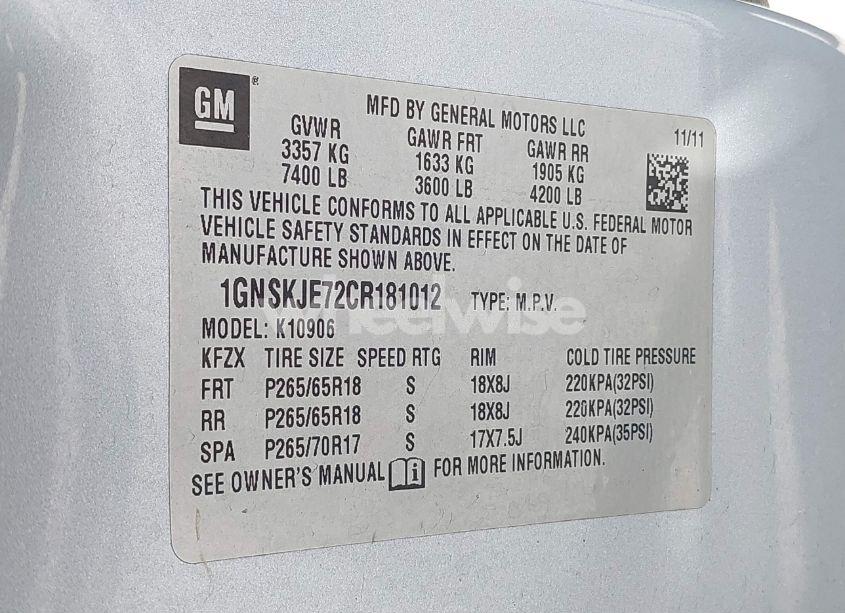 GM ®
MFD BY GENERAL MOTORS LLC
11/11
GVWR GAWR FRT GAWR RR
3357 KG 1633 KG 1905 KG
7400 LB 3600 LB 4200 LB
THIS VEHICLE CONFORMS TO ALL APPLICABLE U.S. FEDERAL MOTOR
VEHICLE SAFETY STANDARDS IN EFFECT ON THE DATE OF
MANUFACTURE SHOWN ABOVE.
1GNSKJE72CR181012 TYPE: M.P.V.
wheelwise
MODEL: K10906
KFZX TIRE SIZE SPEED RTG RIM COLD TIRE PRESSURE
FRT P265/65R18 S 18X8J 220KPA(32PSI)
RR P265/65R18 S 18X8J 220KPA(32PSI)
SPA P265/70R17 S 17X7.5J 240KPA(35PSI)
SEE OWNER'S MANUAL FOR MORE INFORMATION.